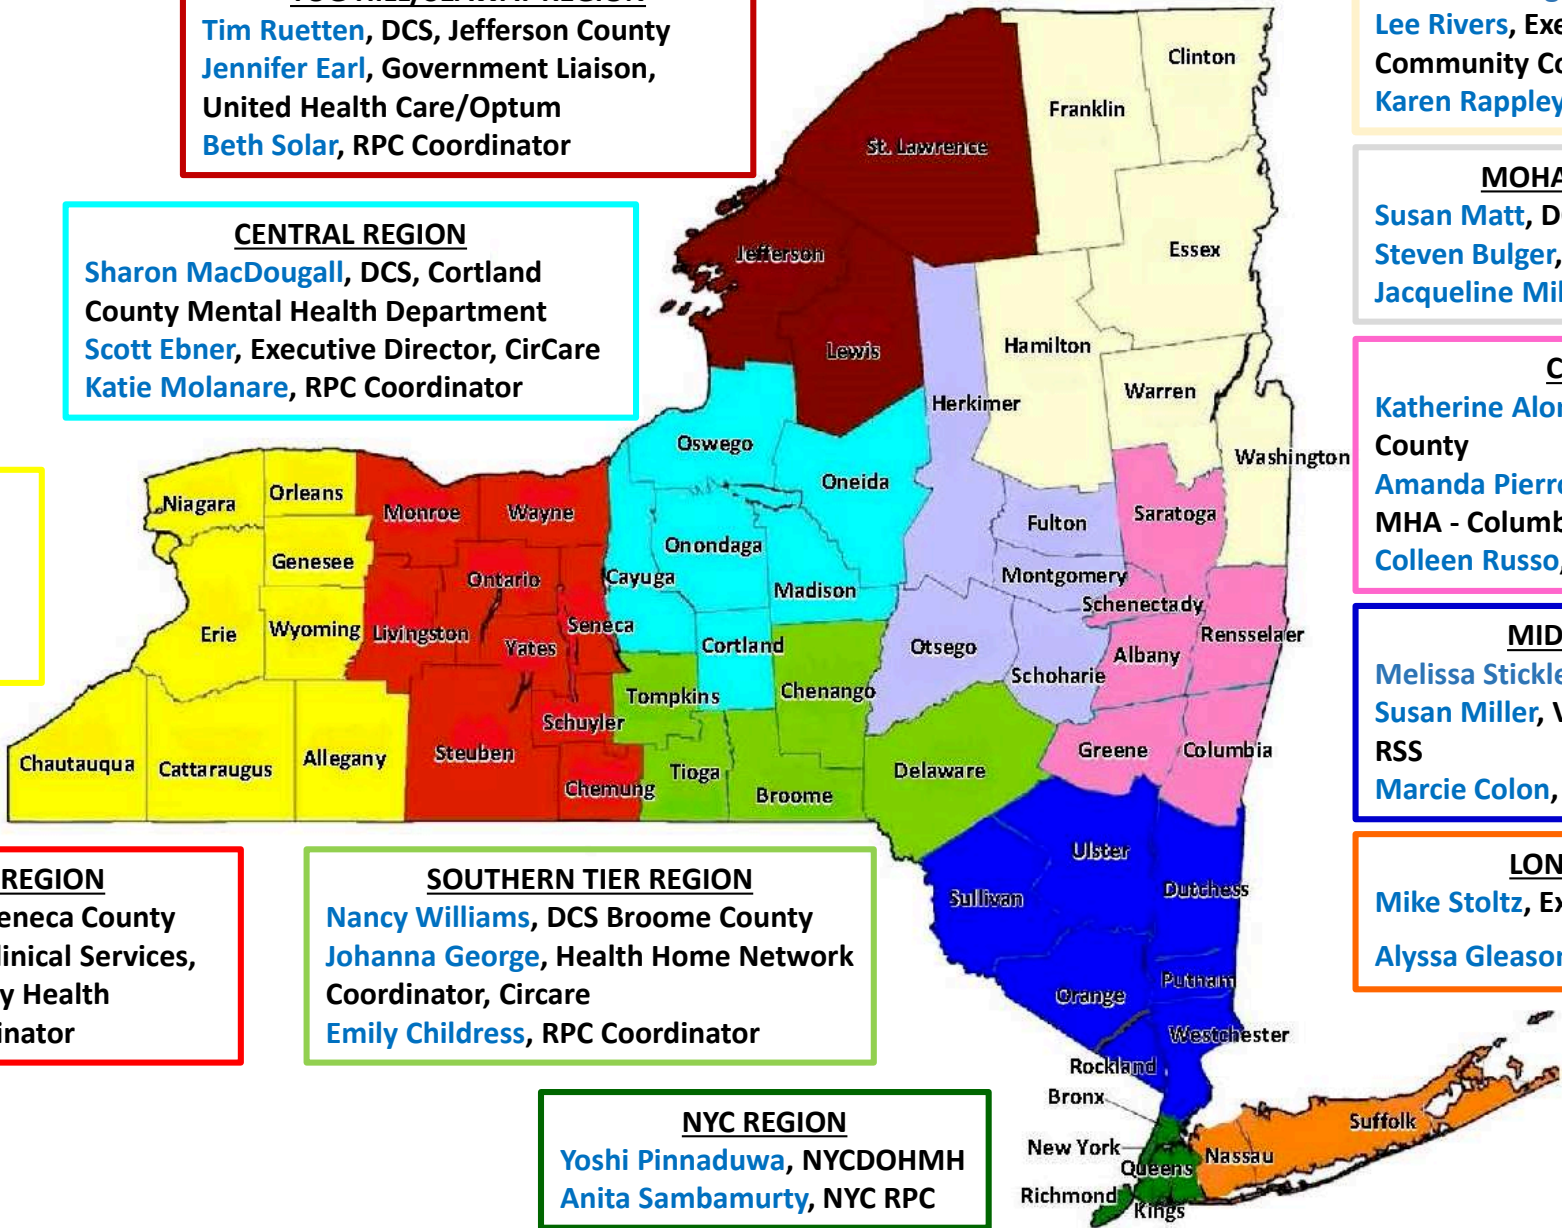 Tim Ruetten, DCS, Jefferson County
Jennifer Earl, Government Liaison,
United Health Care/Optum
Beth Solar, RPC Coordinator
CENTRAL REGION
Sharon MacDougall, DCS, Cortland
County Mental Health Department
Scott Ebner, Executive Director, CirCare
Katie Molanare, RPC Coordinator
REGION
eneca County
linical Services,
y Health
inator
SOUTHERN TIER REGION
Nancy Williams, DCS Broome County
Johanna George, Health Home Network
Coordinator, Circare
Emily Childress, RPC Coordinator
NYC REGION
Yoshi Pinnaduwa, NYCDOHMH
Anita Sambamurty, NYC RPC
Lee Rivers, Exe
Community Co
Karen Rappley
MOHA
Susan Matt, D
Steven Bulger,
Jacqueline Mil
C
Katherine Alon
County
Amanda Pierro
MHA - Columb
Colleen Russo,
MID
Melissa Stickle
Susan Miller, V
RSS
Marcie Colon,
LON
Mike Stoltz, Ex
Alyssa Gleason
Clinton
Franklin
St. Lawrence
Essex
Jefferson
Hamilton
Lewis
Warren
Herkimer
Oswego
Washington
Oneida
Niagara
Orleans
Monroe
Wayne
Fulton
Saratoga
Onondaga
Genesee
Ontario
Cayuga
Montgomery
Madison
Schenectady
Erie
Wyoming
Livingston
Seneca
Rensselaer
Yates
Cortland
Otsego
Albany
Schoharie
Tompkins
Chenango
Schuyler
Steuben
Greene
Columbia
Chautauqua
Cattaraugus
Allegany
Tioga
Delaware
Chemung
Broome
Ulster
Sullivan
Dutchess
Putnam
Orange
Westchester
Rockland
Bronx
Suffolk
New York
Nassau
Queens
Richmond
Kings